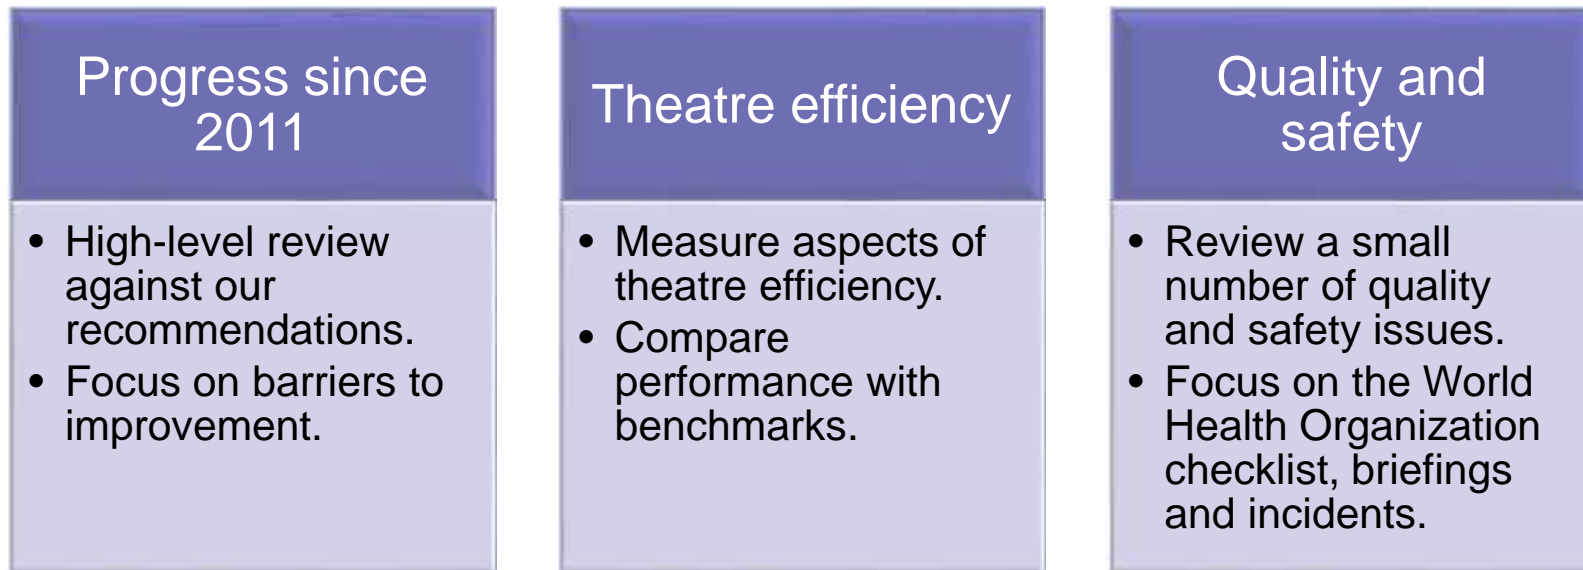 Progress since
2011
• High-level review
against our
recommendations.
• Focus on barriers to
improvement.
Theatre efficiency
• Measure aspects of
theatre efficiency.
• Compare
performance with
benchmarks.
Quality and
safety
• Review a small
number of quality
and safety issues.
• Focus on the World
Health Organization
checklist, briefings
and incidents.